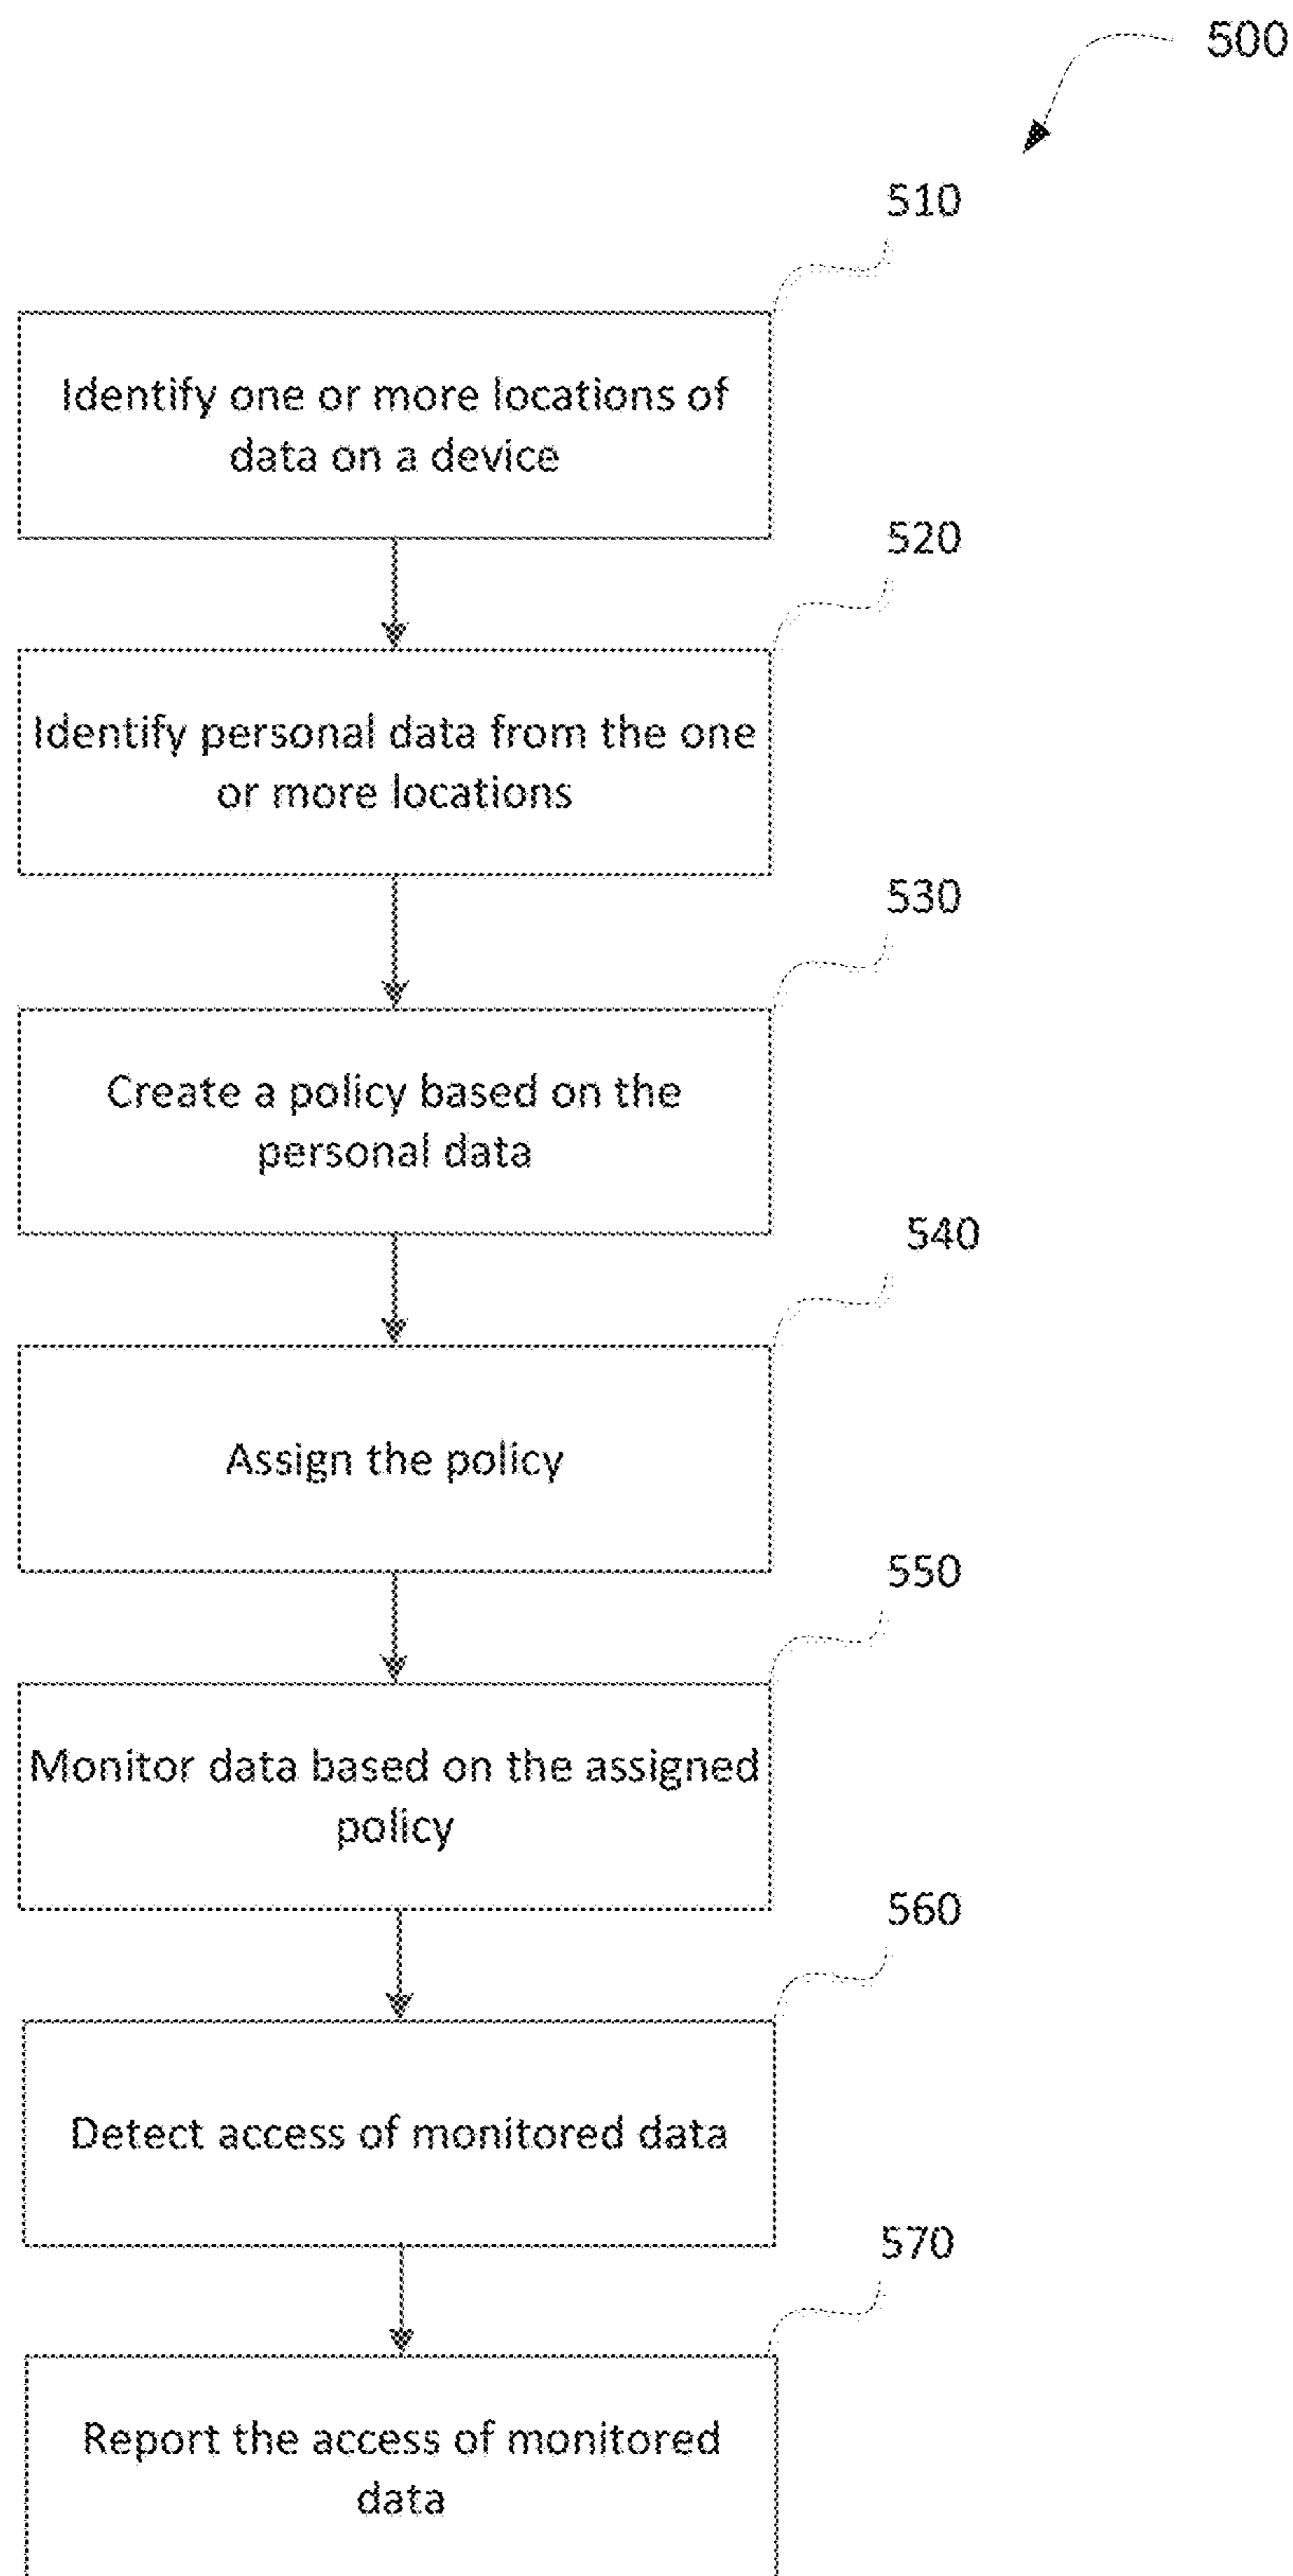 500
510
Identify one or more locations of
data on a device
520
Identify personal data from the one
or more locations
530
Create a policy based on the
personal data
540
Assign the policy
550
Monitor data based on the assigned
policy
560
Detect access of monitored data
570
Report the access of monitored
data